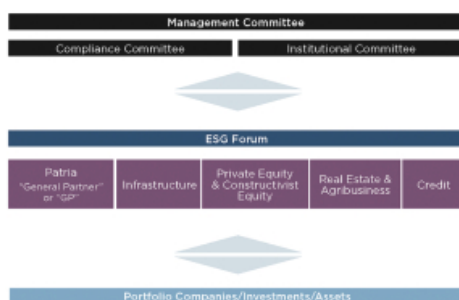 Management Committee
Compliance Committee
Institutional Committee
ESG Forum
Patria
"General Partner"
or "GP"
Infrastructure
Private Equity
& Constructivist
Equity
Real Estate &
Agribusiness
Credit
Portfolio Companies/Investments/Assets